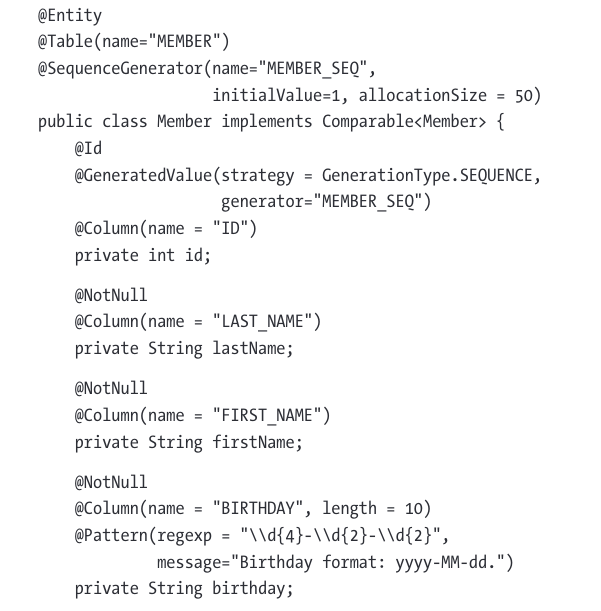 @Entity
@Table(name="MEMBER")
@SequenceGenerator(name="MEMBER_SEQ",
                   initialValue=1, allocationSize = 50)
public class Member implements Comparable<Member> {
    @Id
    @GeneratedValue(strategy = GenerationType.SEQUENCE,
                    generator="MEMBER_SEQ")
    @Column(name = "ID")
    private int id;

    @NotNull
    @Column(name = "LAST_NAME")
    private String lastName;

    @NotNull
    @Column(name = "FIRST_NAME")
    private String firstName;

    @NotNull
    @Column(name = "BIRTHDAY", length = 10)
    @Pattern(regexp = "\\d{4}-\\d{2}-\\d{2}",
             message="Birthday format: yyyy-MM-dd.")
    private String birthday;